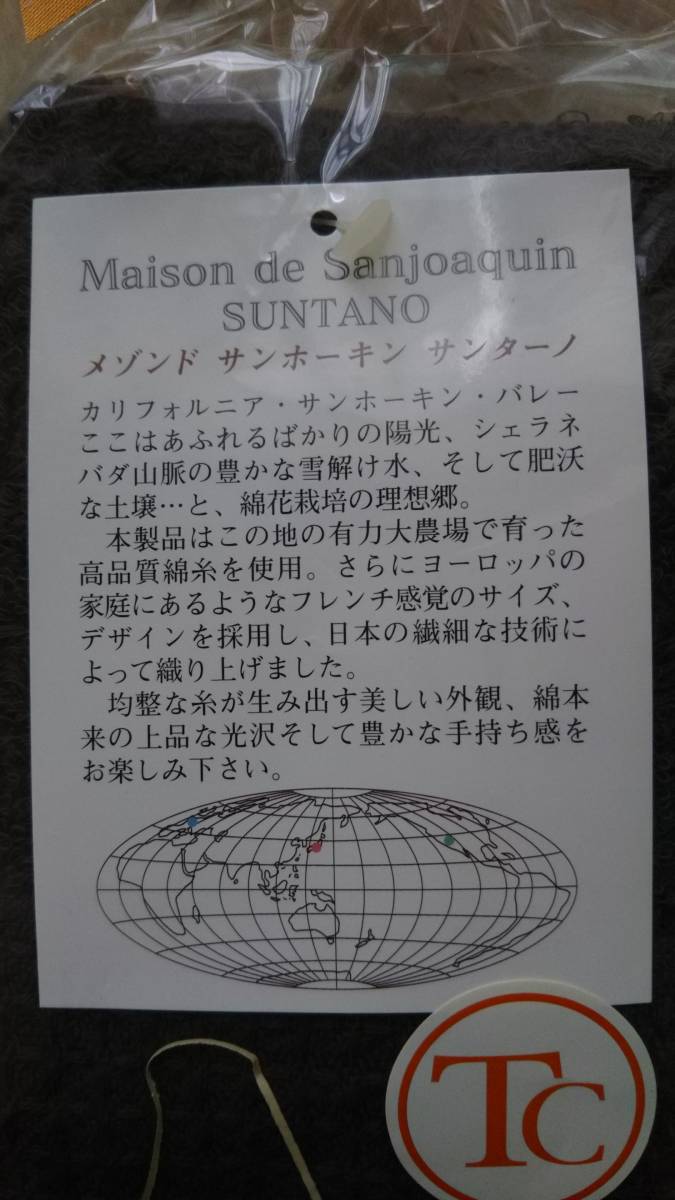 Maison de Sanjoaquin
SUNTANO
メゾンド サンホーキン サンターノ
カリフォルニア・サンホーキン・バレー
ここはあふれるばかりの陽光、シェラネ
バダ山脈の豊かな雪解け水、そして肥沃
な土壌…と、綿花栽培の理想郷。
　本製品はこの地の有力大農場で育った
高品質綿糸を使用。さらにヨーロッパの
家庭にあるようなフレンチ感覚のサイズ、
デザインを採用し、日本の繊細な技術に
よって織り上げました。
　均整な糸が生み出す美しい外観、綿本
来の上品な光沢そして豊かな手持ち感を
お楽しみ下さい。
TC